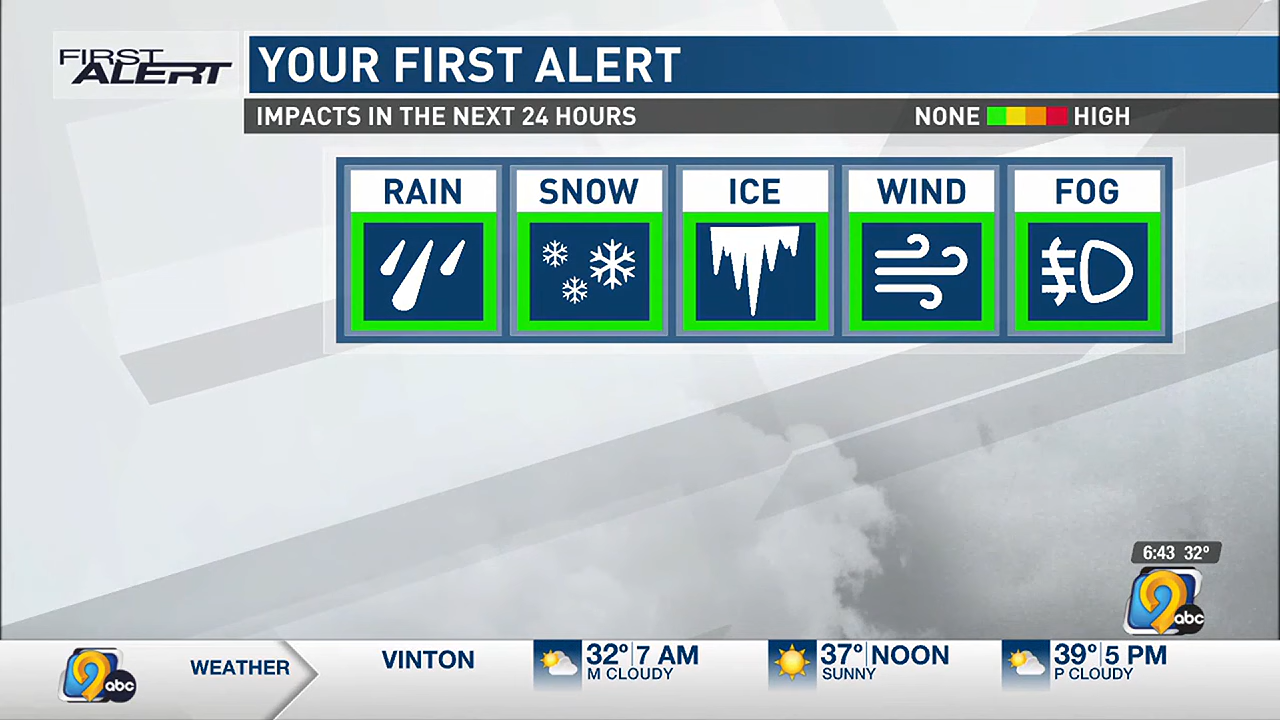 FIRST ALERT
YOUR FIRST ALERT
IMPACTS IN THE NEXT 24 HOURS
NONE HIGH
RAIN SNOW ICE WIND FOG
6:43 32°
9 abc
9 abc
WEATHER
VINTON
32° 7 AM
M CLOUDY
37° NOON
SUNNY
39° 5 PM
P CLOUDY